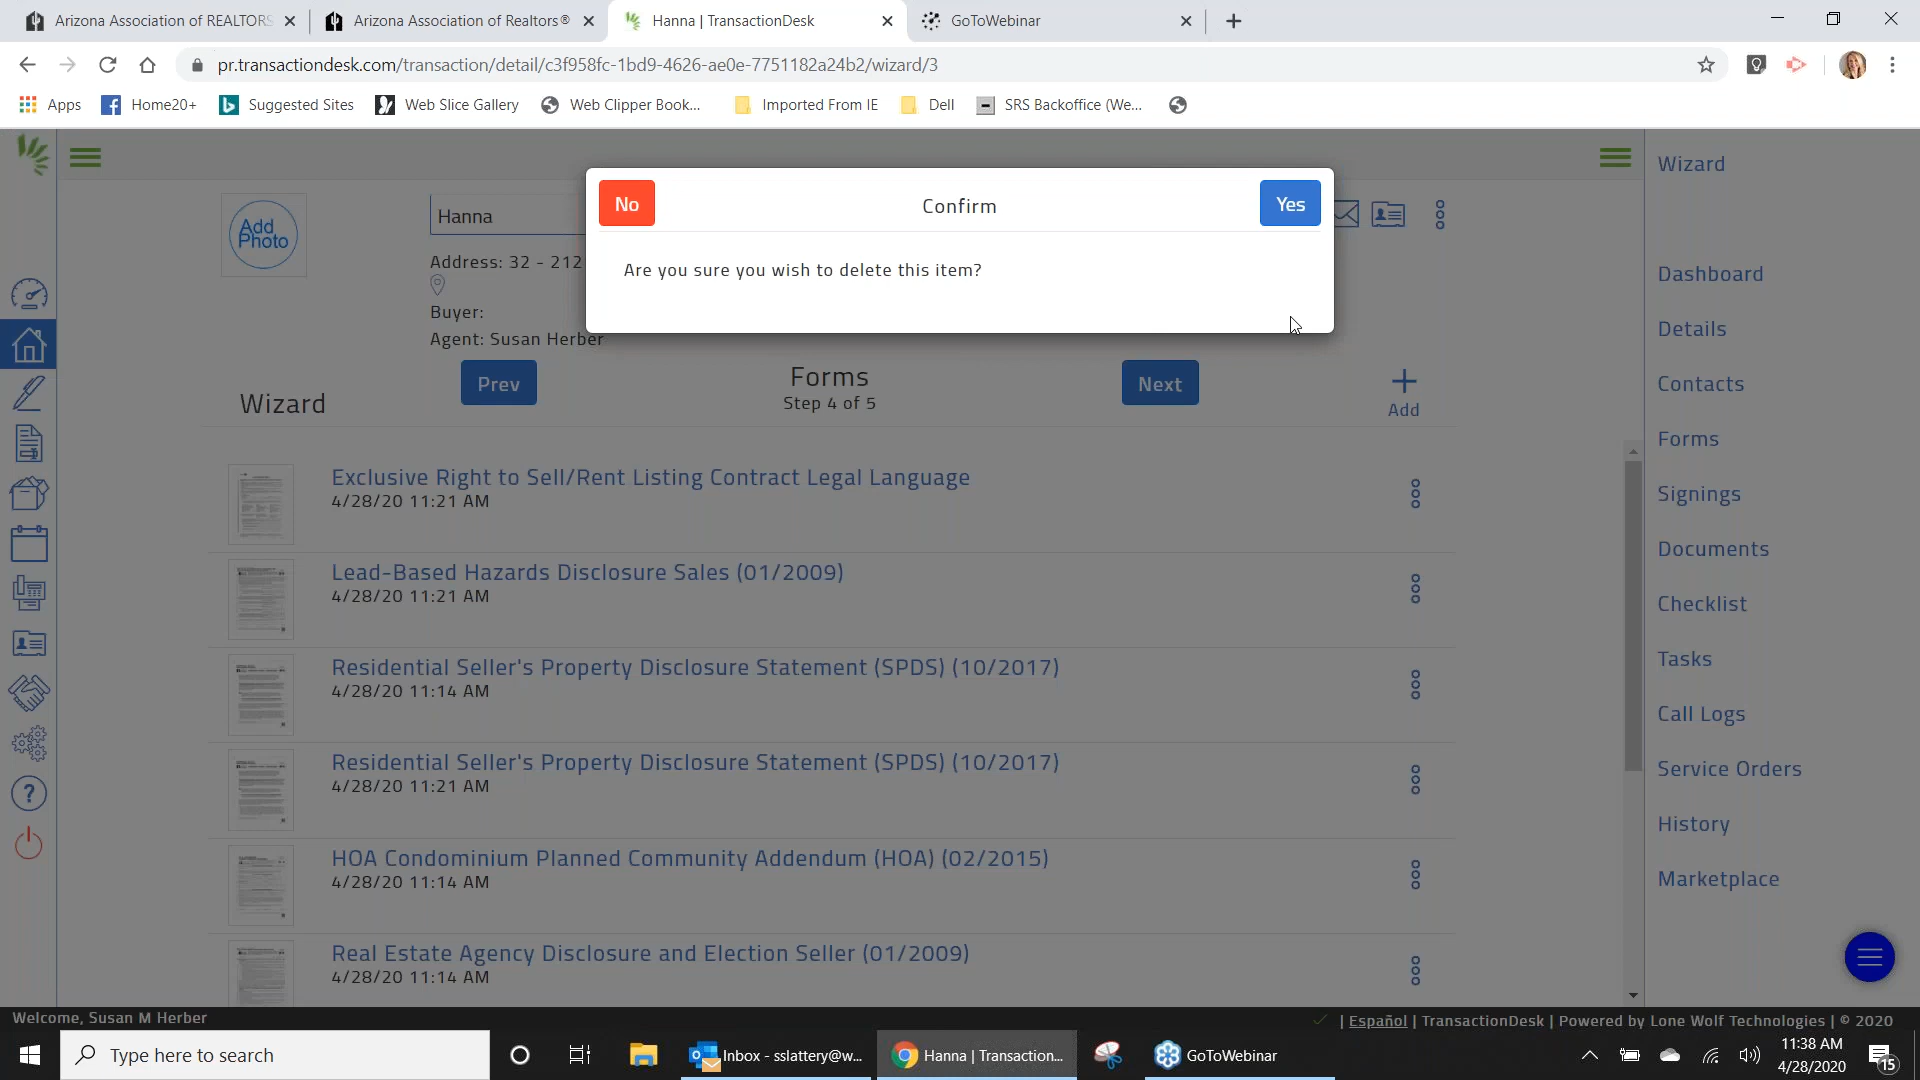 Arizona Association of REALTORS
Arizona Association of Realtors®
Hanna | TransactionDesk
GoToWebinar
pr.transactiondesk.com/transaction/detail/c3f958fc-1bd9-4626-ae0e-7751182a24b2/wizard/3
Apps
Home20+
Suggested Sites
Web Slice Gallery
Web Clipper Book...
Imported From IE
Dell
SRS Backoffice (We...
No
Confirm
Yes
Are you sure you wish to delete this item?
Add
Photo
Hanna
Address: 32 - 212
Buyer:
Agent: Susan Herber
Wizard
Prev
Forms
Step 4 of 5
Next
Add
Exclusive Right to Sell/Rent Listing Contract Legal Language
4/28/20 11:21 AM
Lead-Based Hazards Disclosure Sales (01/2009)
4/28/20 11:21 AM
Residential Seller's Property Disclosure Statement (SPDS) (10/2017)
4/28/20 11:14 AM
Residential Seller's Property Disclosure Statement (SPDS) (10/2017)
4/28/20 11:21 AM
HOA Condominium Planned Community Addendum (HOA) (02/2015)
4/28/20 11:14 AM
Real Estate Agency Disclosure and Election Seller (01/2009)
4/28/20 11:14 AM
Wizard
Dashboard
Details
Contacts
Forms
Signings
Documents
Checklist
Tasks
Call Logs
Service Orders
History
Marketplace
Welcome, Susan M Herber
| Español | TransactionDesk | Powered by Lone Wolf Technologies | © 2020
Type here to search
Inbox - sslattery@w...
Hanna | Transaction...
GoToWebinar
11:38 AM
4/28/2020
15